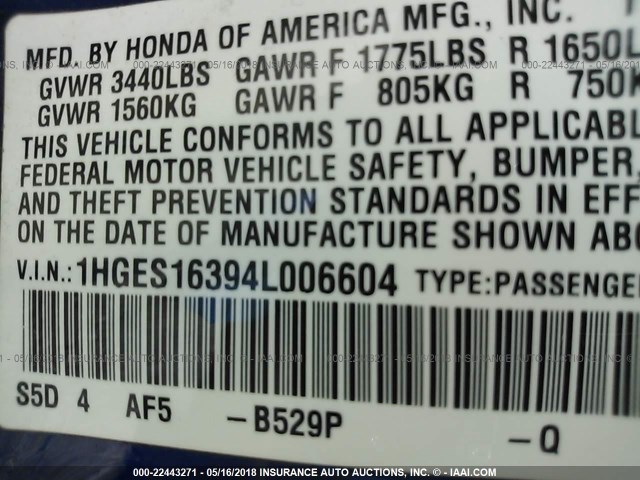 MFD. BY HONDA OF AMERICA MFG., INC.
GVWR 3440LBS GAWR F 1775LBS R 1650L
GVWR 1560KG GAWR F 805KG R 750K
THIS VEHICLE CONFORMS TO ALL APPLICABL
FEDERAL MOTOR VEHICLE SAFETY, BUMPER,
AND THEFT PREVENTION STANDARDS IN EFF
ON THE DATE OF MANUFACTURE SHOWN ABO
V.I.N.: 1HGES16394L006604 TYPE:PASSENGE
S5D 4 AF5 -B529P -Q
000-22443271 - 05/16/2018 INSURANCE AUTO AUCTIONS, INC. - © IAAI.COM